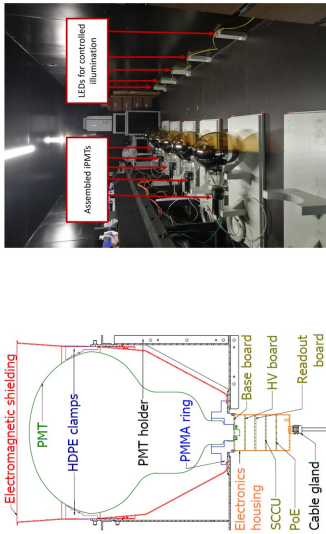 LEDs for controlled
illumination
Assembled iPMTs
Electromagnetic shielding
PMT
HDPE clamps
PMT holder
PMMA ring
Base board
HV board
Readout
board
Electronics
housing
SCCU
PoE
Cable gland